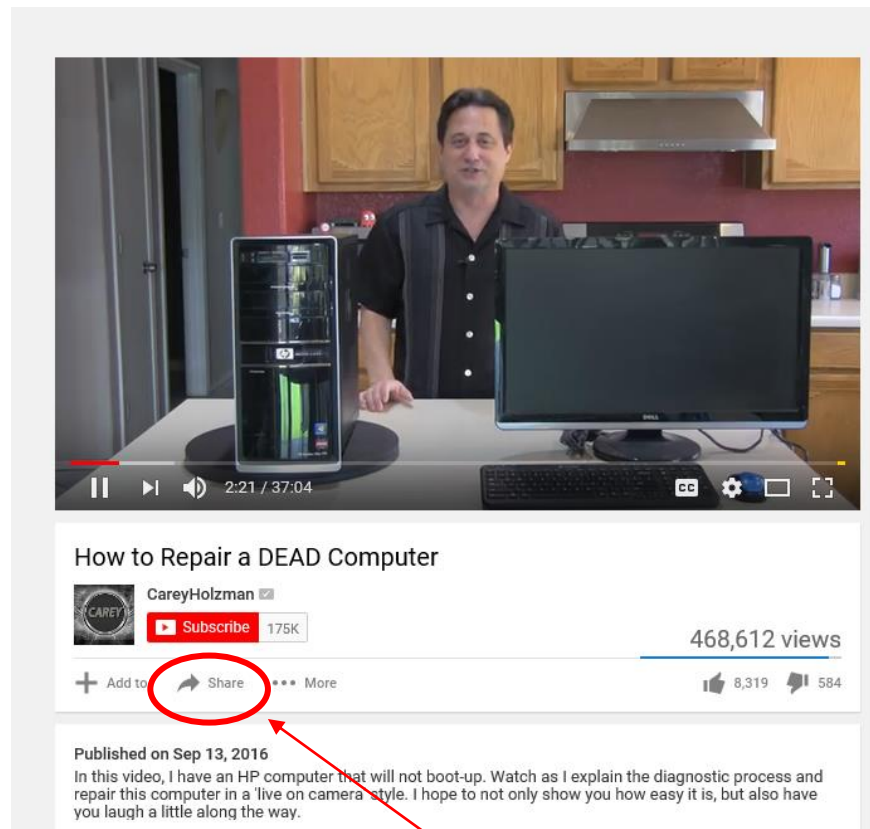 DELL
2:21 / 37:04
CC
How to Repair a DEAD Computer
CAREY
CareyHolzman
Subscribe 175K
468,612 views
Add to Share More 8,319 584
Published on Sep 13, 2016
In this video, I have an HP computer that will not boot-up. Watch as I explain the diagnostic process and
repair this computer in a 'live on camera' style. I hope to not only show you how easy it is, but also have
you laugh a little along the way.